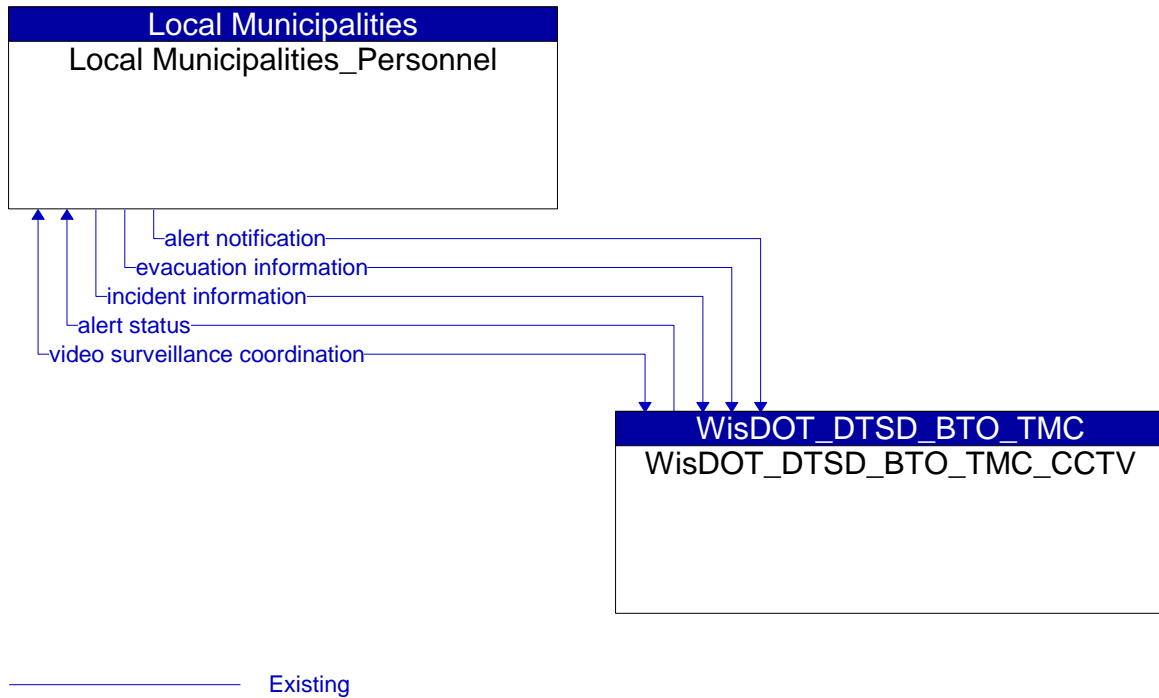 Local Municipalities
Local Municipalities_Personnel
alert notification
evacuation information
incident information
alert status
video surveillance coordination
WisDOT_DTSD_BTO_TMC
WisDOT_DTSD_BTO_TMC_CCTV
Existing